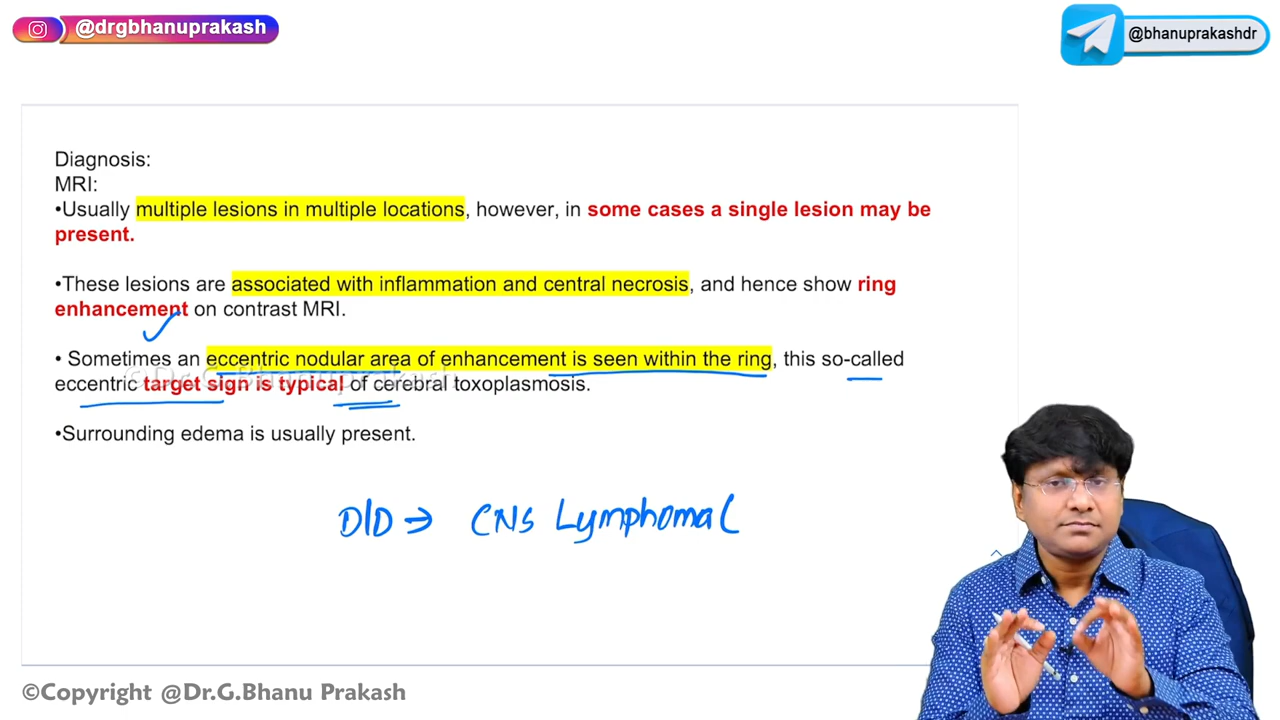 @drgbhanuprakash
@bhanuprakashdr
Diagnosis:
MRI:
•Usually multiple lesions in multiple locations, however, in some cases a single lesion may be
present.
•These lesions are associated with inflammation and central necrosis, and hence show ring
enhancement on contrast MRI.
• Sometimes an eccentric nodular area of enhancement is seen within the ring, this so-called
eccentric target sign is typical of cerebral toxoplasmosis.
©Dr.G.Bhanuprakash
•Surrounding edema is usually present.
D/D → CNS Lymphoma (
©Copyright @Dr.G.Bhanu Prakash